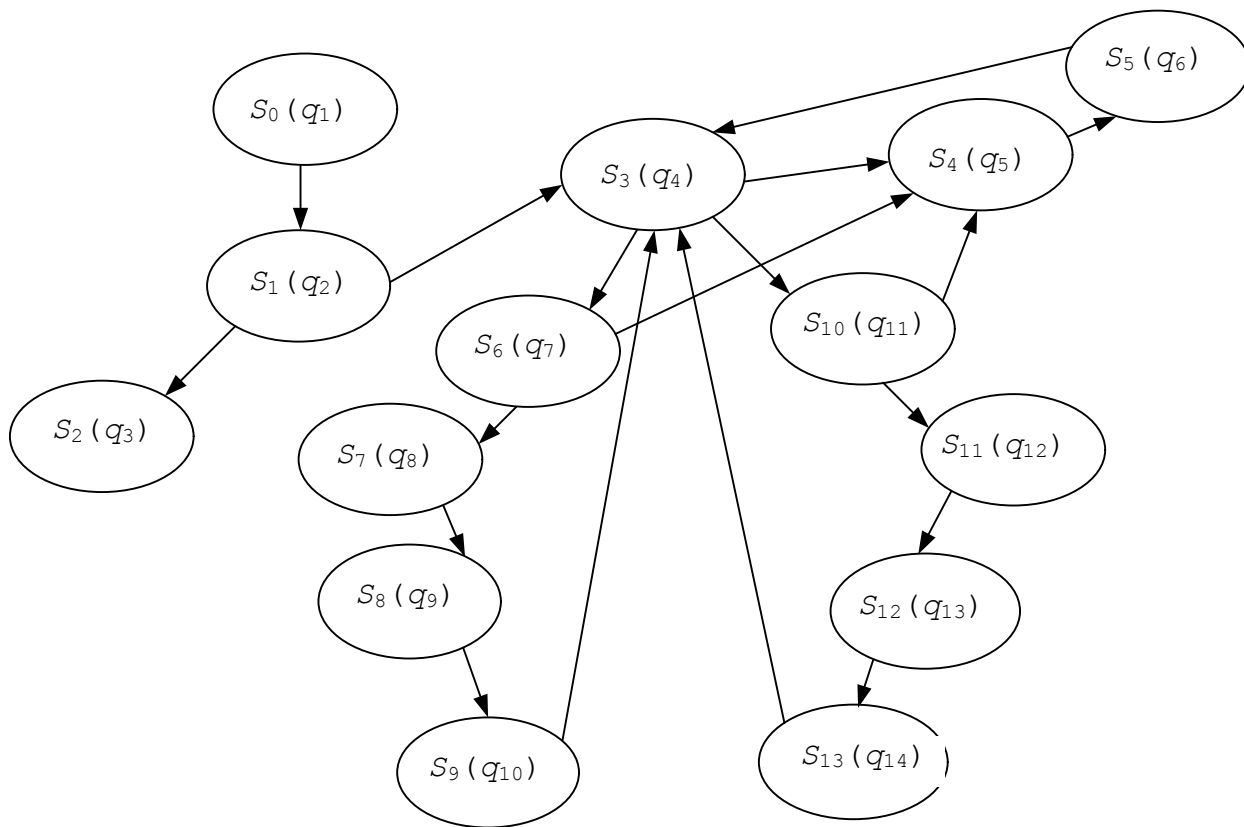 S₅(q₆)
S₀(q₁)
S₄(q₅)
S₃(q₄)
S₁(q₂)
S₁₀(q₁₁)
S₆(q₇)
S₂(q₃)
S₇(q₈)
S₁₁(q₁₂)
S₈(q₉)
S₁₂(q₁₃)
S₉(q₁₀)
S₁₃(q₁₄)